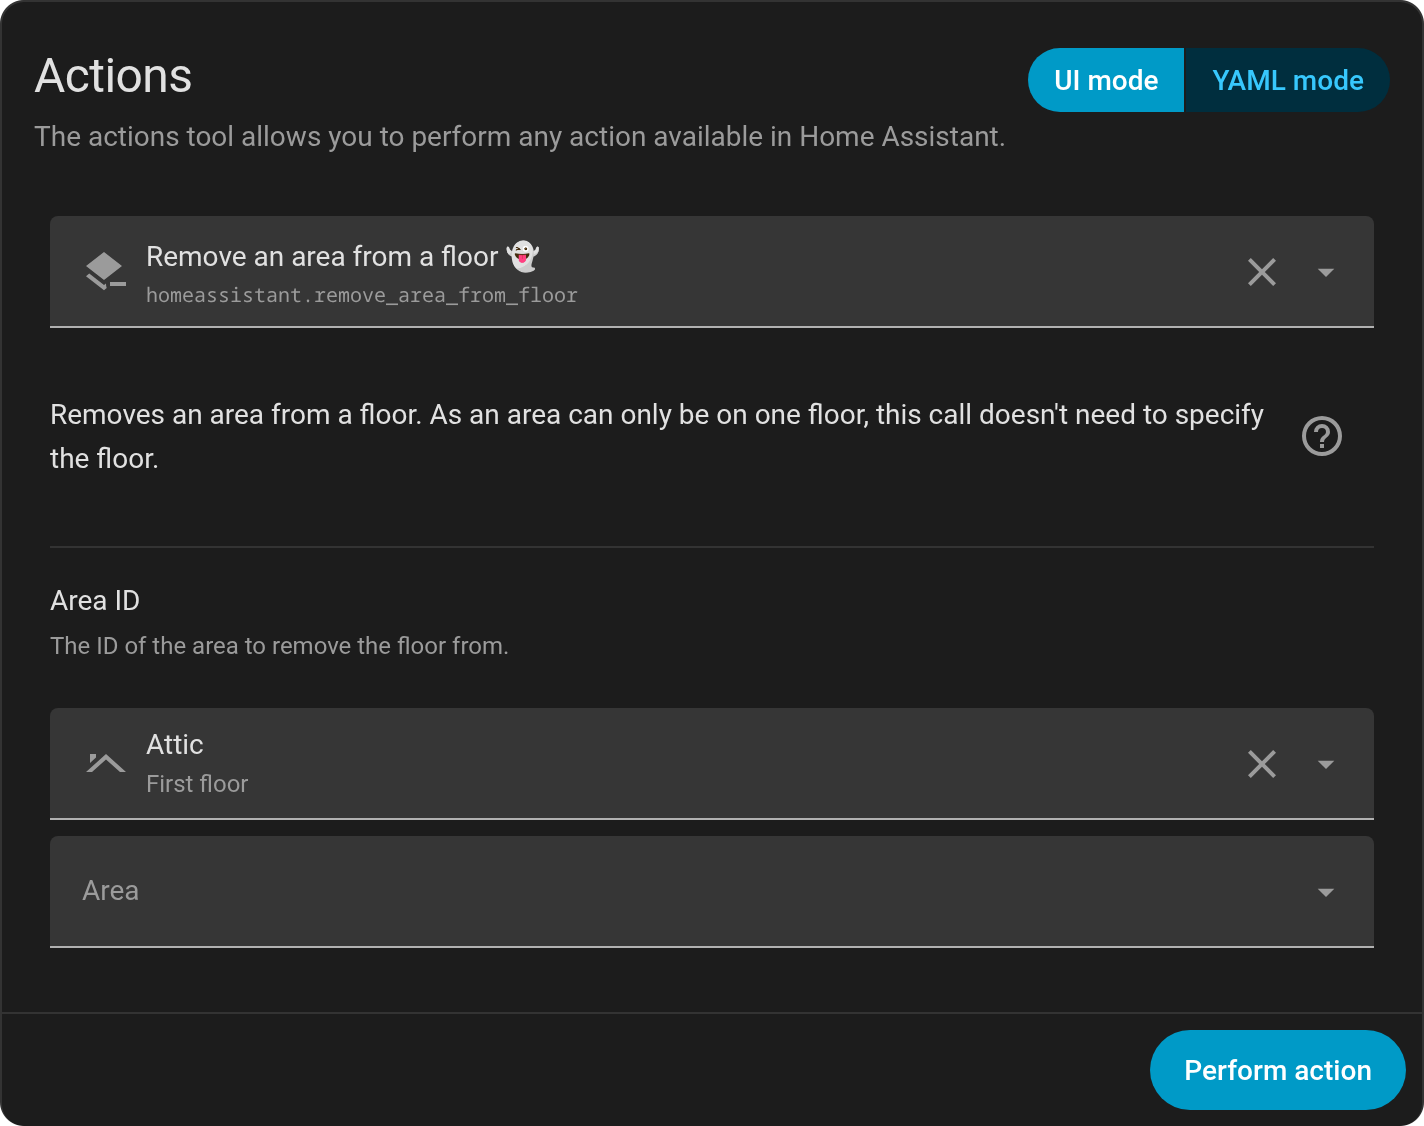 Actions
UI mode
YAML mode
The actions tool allows you to perform any action available in Home Assistant.
Remove an area from a floor 👻
homeassistant.remove_area_from_floor
Removes an area from a floor. As an area can only be on one floor, this call doesn't need to specify
the floor.
Area ID
The ID of the area to remove the floor from.
Attic
First floor
Area
Perform action